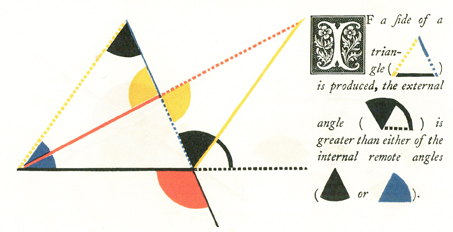 IF a ſide of a
trian-
gle ( )
is produced, the external
angle ( ) is
greater than either of the
internal remote angles
( or ).